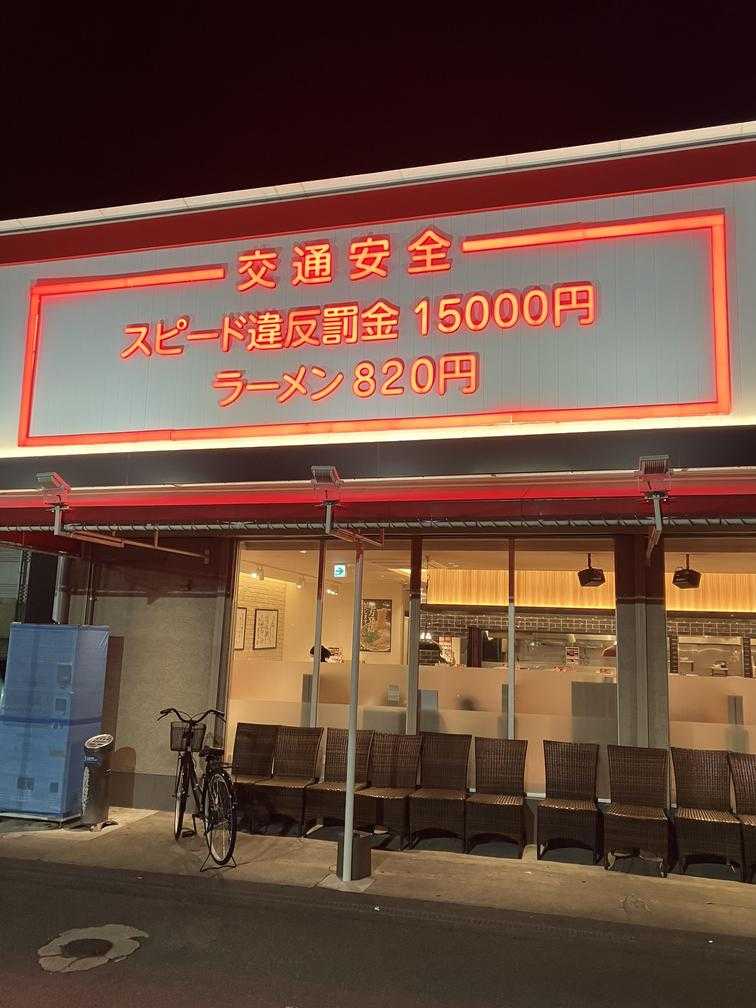 交通安全
スピード違反罰金 15000円
ラーメン 820円